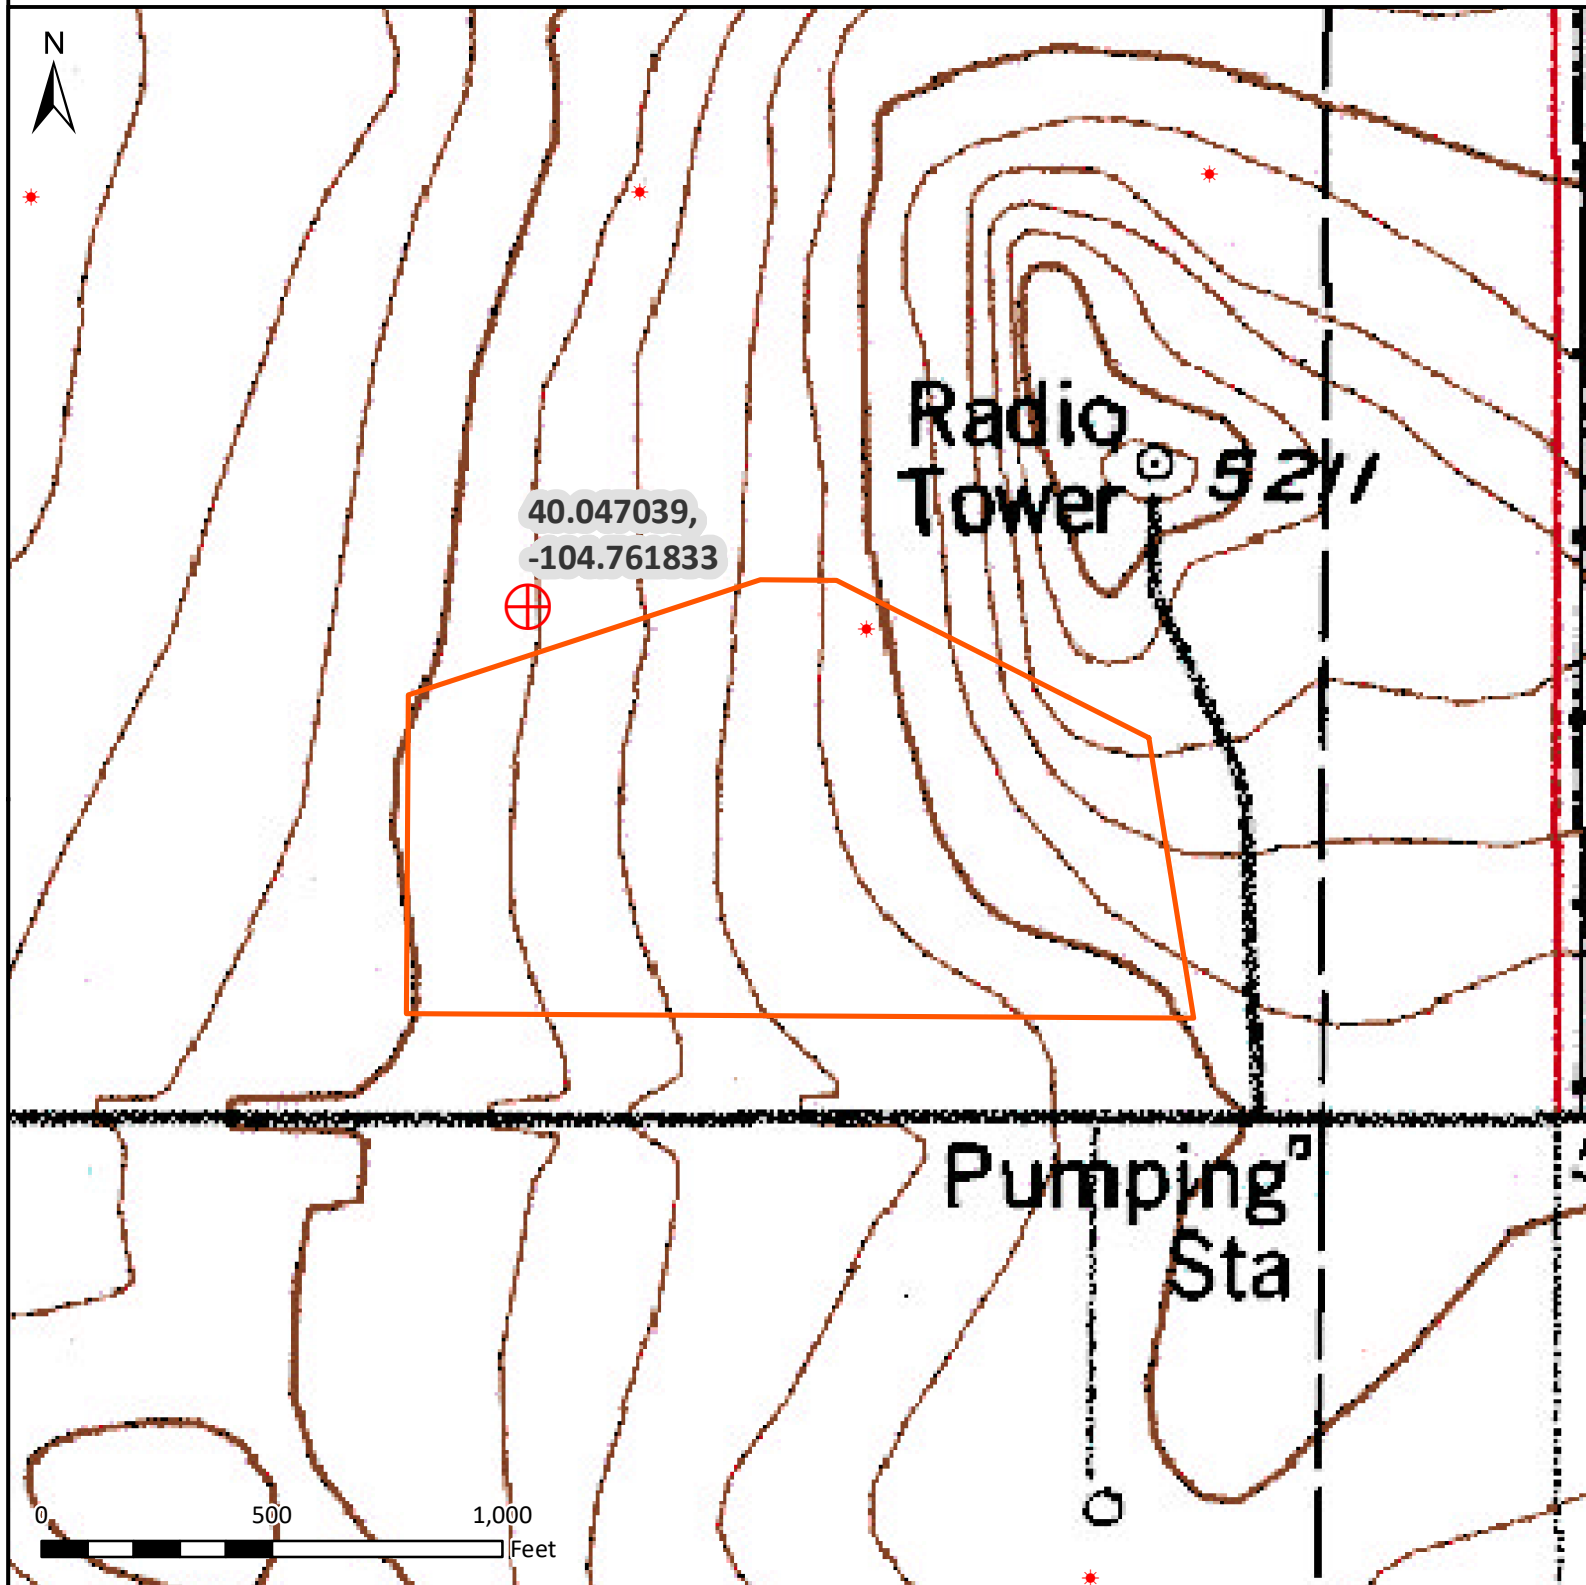 N
Radio
Tower
5211
40.047039,
-104.761833
Pumping
Sta
0 500 1,000
Feet